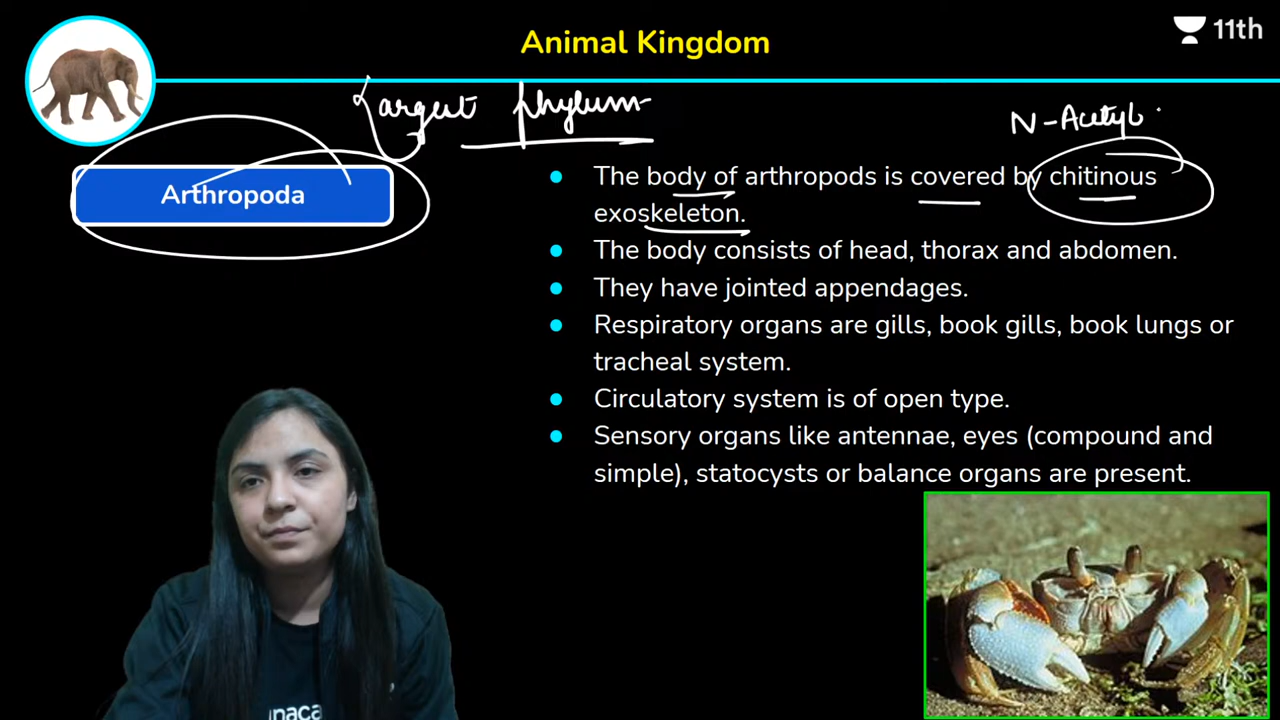 Animal Kingdom
11th
Largest phylum
N-Acetyl
Arthropoda
● The body of arthropods is covered by chitinous
exoskeleton.
● The body consists of head, thorax and abdomen.
● They have jointed appendages.
● Respiratory organs are gills, book gills, book lungs or
tracheal system.
● Circulatory system is of open type.
● Sensory organs like antennae, eyes (compound and
simple), statocysts or balance organs are present.